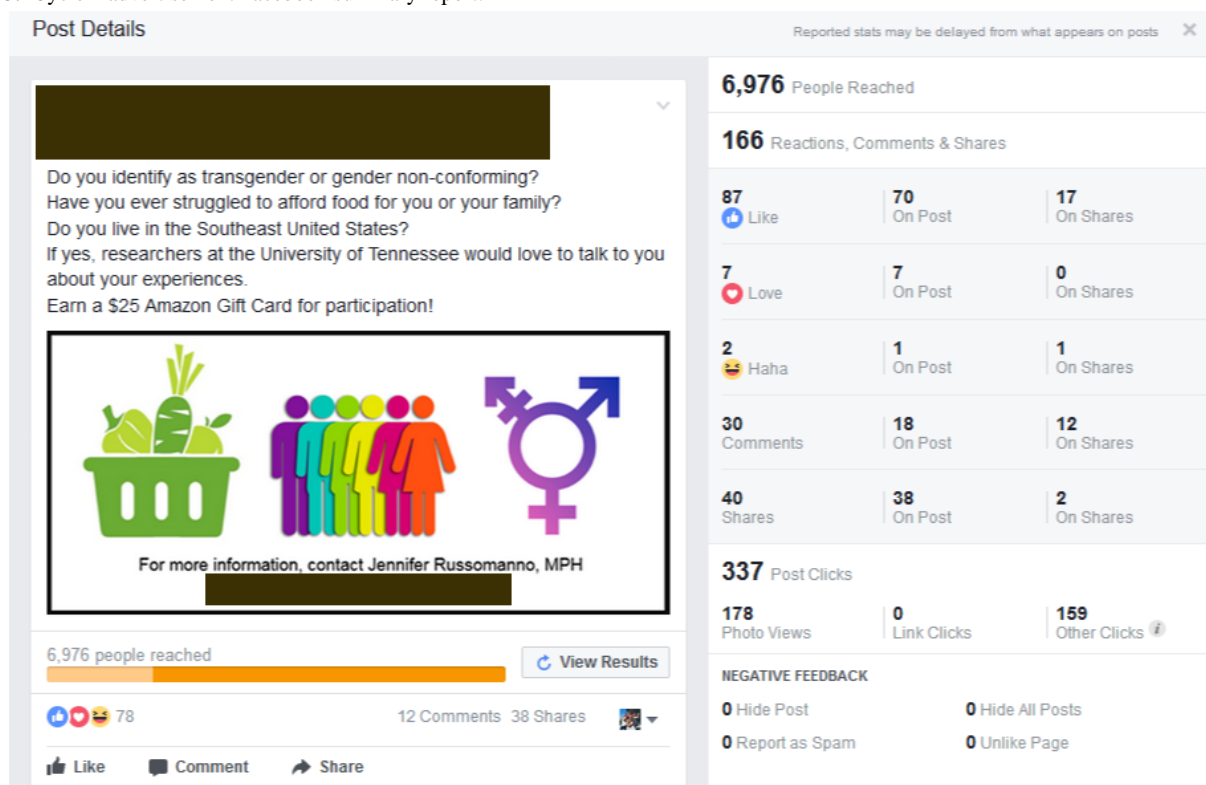 Post Details
Reported stats may be delayed from what appears on posts
Do you identify as transgender or gender non-conforming?
Have you ever struggled to afford food for you or your family?
Do you live in the Southeast United States?
If yes, researchers at the University of Tennessee would love to talk to you
about your experiences.
Earn a $25 Amazon Gift Card for participation!
For more information, contact Jennifer Russomanno, MPH
6,976 people reached
View Results
78
12 Comments 38 Shares
Like Comment Share
6,976 People Reached
166 Reactions, Comments & Shares
87 70 17
Like On Post On Shares
7 7 0
Love On Post On Shares
2 1 1
Haha On Post On Shares
30 18 12
Comments On Post On Shares
40 38 2
Shares On Post On Shares
337 Post Clicks
178 0 159
Photo Views Link Clicks Other Clicks i
NEGATIVE FEEDBACK
0 Hide Post 0 Hide All Posts
0 Report as Spam 0 Unlike Page